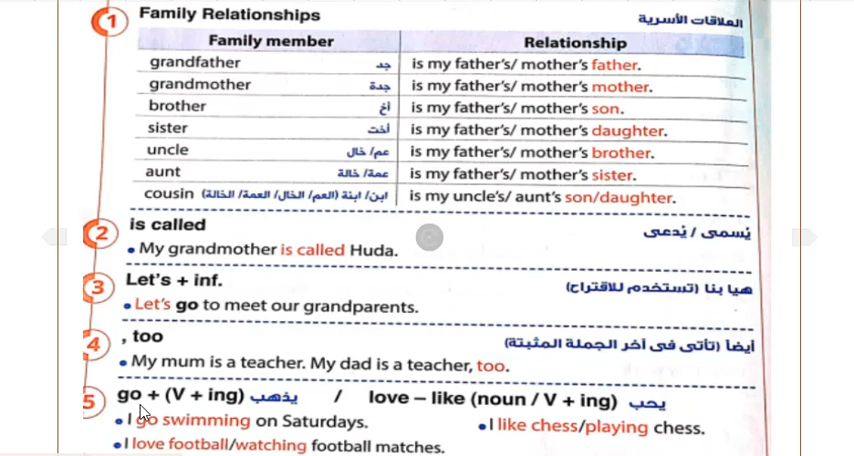 1 Family Relationships العلاقات الأسرية
Family member Relationship
grandfather جد is my father's/ mother's father.
grandmother جدة is my father's/ mother's mother.
brother أخ is my father's/ mother's son.
sister أخت is my father's/ mother's daughter.
uncle عم/ خال is my father's/ mother's brother.
aunt عمة/ خالة is my father's/ mother's sister.
cousin ابن/ ابنة (العم/ الخال/ العمة/ الخالة) is my uncle's/ aunt's son/daughter.
2 is called يُسمى / يُدعى
• My grandmother is called Huda.
3 Let's + inf. هيا بنا (تستخدم للاقتراح)
• Let's go to meet our grandparents.
4 , too أيضاً (تأتى فى آخر الجملة المثبتة)
• My mum is a teacher. My dad is a teacher, too.
5 go + (V + ing) يذهب / love – like (noun / V + ing) يحب
• I go swimming on Saturdays. • I like chess/playing chess.
• I love football/watching football matches.